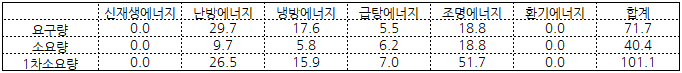 신재생에너지 난방에너지 냉방에너지 급탕에너지 조명에너지 환기에너지 합계
요구량 0.0 29.7 17.6 5.5 18.8 0.0 71.7
소요량 0.0 9.7 5.8 6.2 18.8 0.0 40.4
1차소요량 0.0 26.5 15.9 7.0 51.7 0.0 101.1